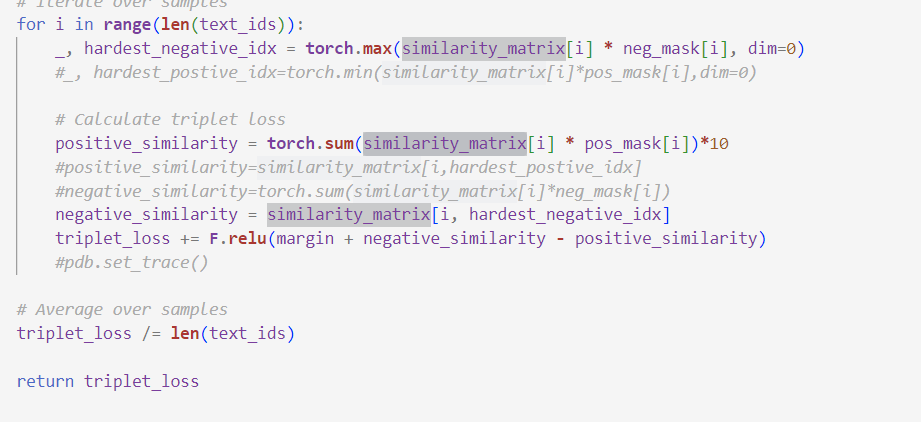 # Iterate over samples
for i in range(len(text_ids)):
_, hardest_negative_idx = torch.max(similarity_matrix[i] * neg_mask[i], dim=0)
#_, hardest_postive_idx=torch.min(similarity_matrix[i]*pos_mask[i],dim=0)
# Calculate triplet loss
positive_similarity = torch.sum(similarity_matrix[i] * pos_mask[i])*10
#positive_similarity=similarity_matrix[i,hardest_postive_idx]
#negative_similarity=torch.sum(similarity_matrix[i]*neg_mask[i])
negative_similarity = similarity_matrix[i, hardest_negative_idx]
triplet_loss += F.relu(margin + negative_similarity - positive_similarity)
#pdb.set_trace()
# Average over samples
triplet_loss /= len(text_ids)
return triplet_loss